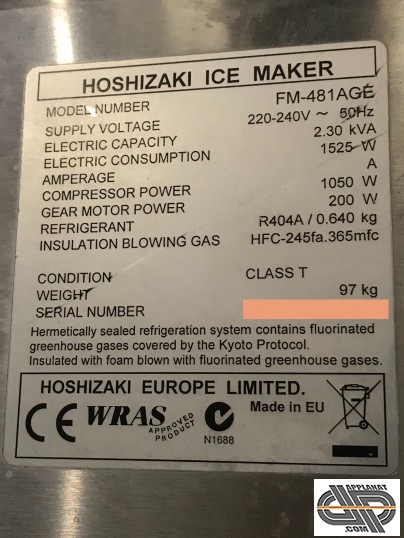 HOSHIZAKI ICE MAKER
MODEL NUMBER FM-481AGE
SUPPLY VOLTAGE 220-240V ~ 50Hz
ELECTRIC CAPACITY 2.30 kVA
ELECTRIC CONSUMPTION 1525 W
AMPERAGE A
COMPRESSOR POWER 1050 W
GEAR MOTOR POWER 200 W
REFRIGERANT R404A / 0.640 kg
INSULATION BLOWING GAS HFC-245fa.365mfc
CONDITION CLASS T
WEIGHT 97 kg
SERIAL NUMBER
Hermetically sealed refrigeration system contains fluorinated
greenhouse gases covered by the Kyoto Protocol.
Insulated with foam blown with fluorinated greenhouse gases.
HOSHIZAKI EUROPE LIMITED.
CE WRAS APPROVED PRODUCT N1688 Made in EU
APPLANAT
.COM